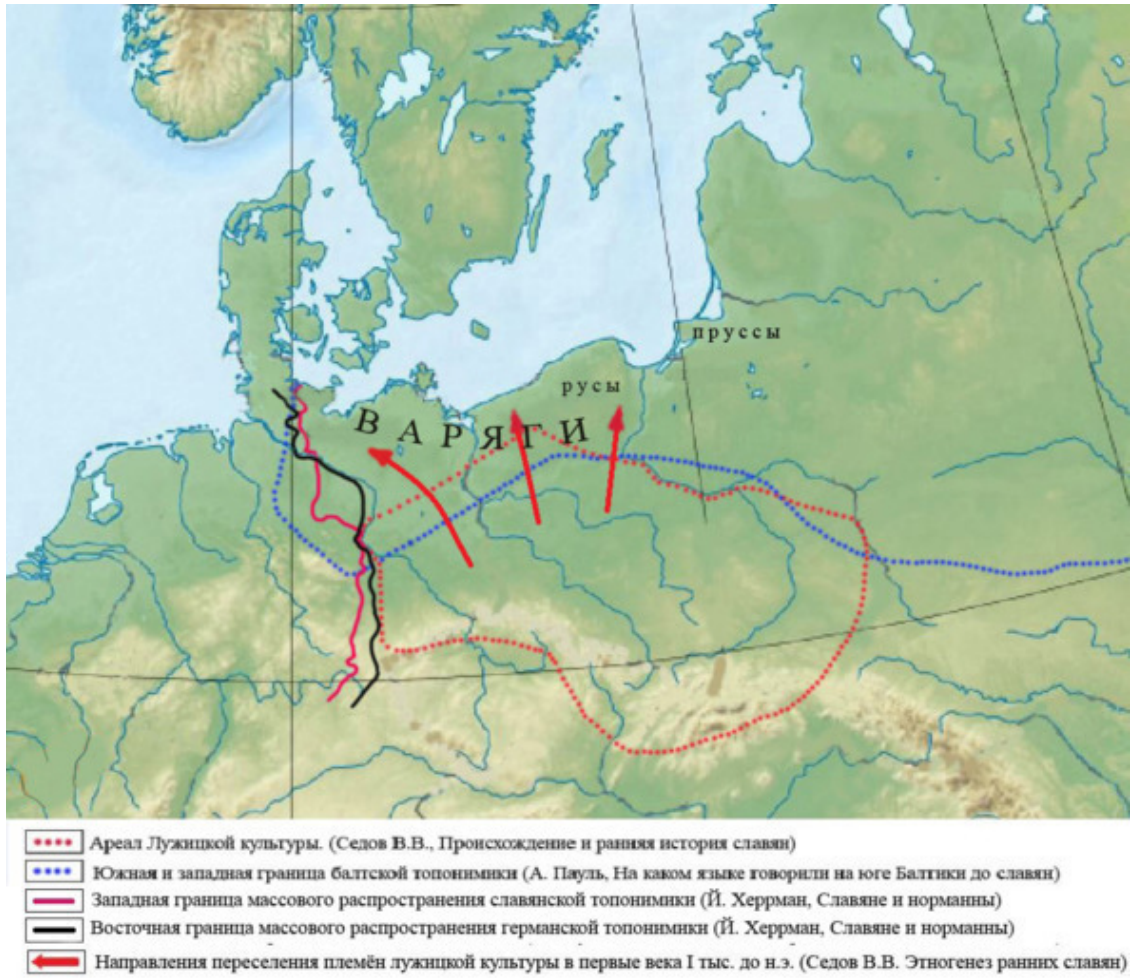 пруссы
русы
ВАРЯГИ
Ареал Лужицкой культуры. (Седов В.В., Происхождение и ранняя история славян)
Южная и западная граница балтской топонимики (А. Пауль, На каком языке говорили на юге Балтики до славян)
Западная граница массового распространения славянской топонимики (Й. Херрман, Славяне и норманны)
Восточная граница массового распространения германской топонимики (Й. Херрман, Славяне и норманны)
Направления переселения племён лужицкой культуры в первые века I тыс. до н.э. (Седов В.В. Этногенез ранних славян)